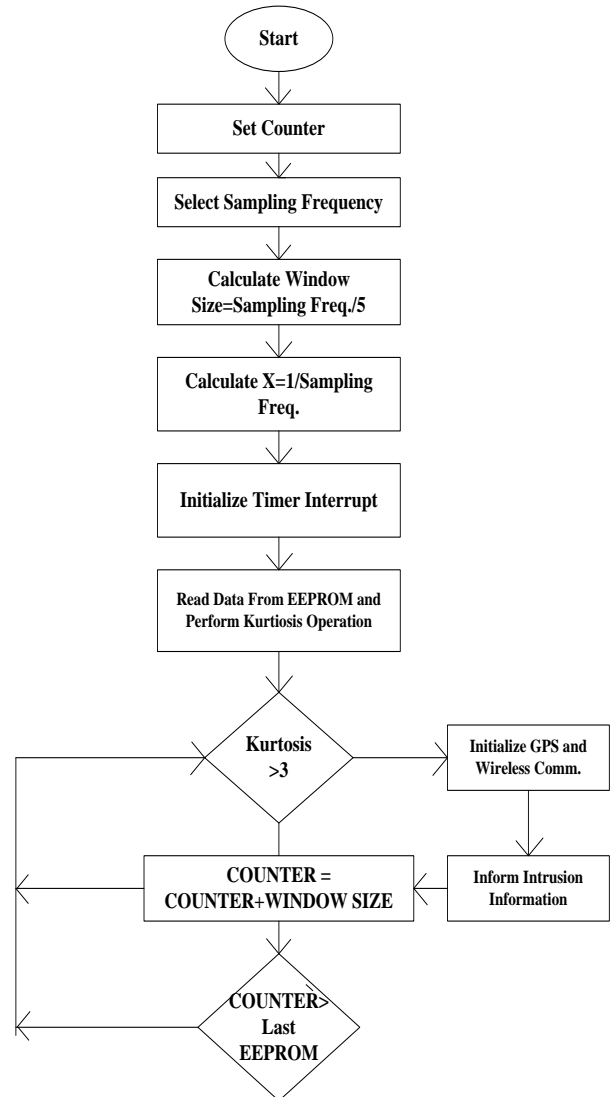 Start
Set Counter
Select Sampling Frequency
Calculate Window
Size=Sampling Freq./5
Calculate X=1/Sampling
Freq.
Initialize Timer Interrupt
Read Data From EEPROM and
Perform Kurtiosis Operation
Kurtosis
>3
Initialize GPS and
Wireless Comm.
Inform Intrusion
Information
COUNTER =
COUNTER+WINDOW SIZE
COUNTER>
Last
EEPROM